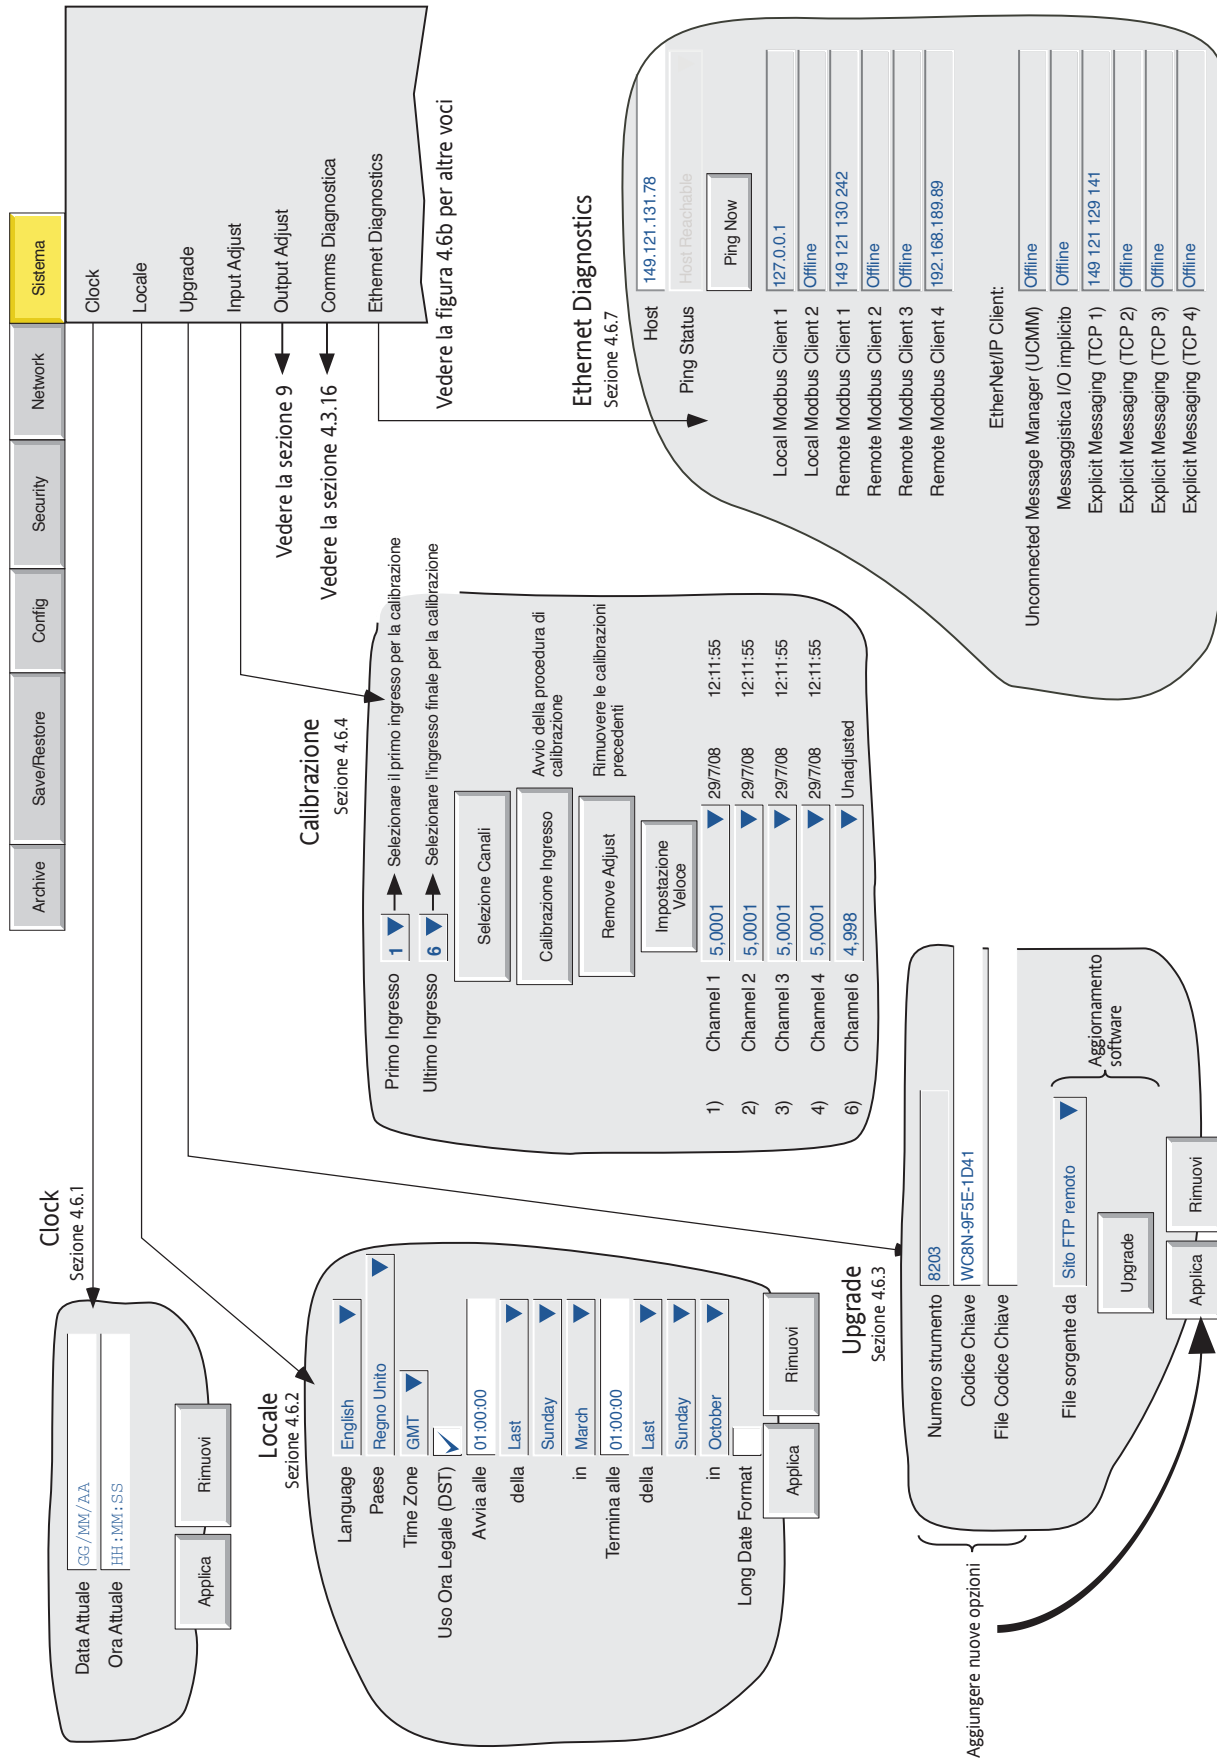 Archive
Save/Restore
Config
Security
Network
Sistema
Clock
Locale
Upgrade
Input Adjust
Output Adjust
Comms Diagnostica
Ethernet Diagnostics
Vedere la sezione 9
Vedere la sezione 4.3.16
Vedere la figura 4.6b per altre voci
Clock
Sezione 4.6.1
Data Attuale GG/MM/AA
Ora Attuale HH:MM:SS
Applica Rimuovi
Locale
Sezione 4.6.2
Language English
Paese Regno Unito
Time Zone GMT
Uso Ora Legale (DST)
Avvia alle 01:00:00
della Last
Sunday
in March
Termina alle 01:00:00
della Last
Sunday
in October
Long Date Format
Applica Rimuovi
Calibrazione
Sezione 4.6.4
Primo Ingresso 1 Selezionare il primo ingresso per la calibrazione
Ultimo Ingresso 6 Selezionare l'ingresso finale per la calibrazione
Selezione Canali
Calibrazione Ingresso
Avvio della procedura di
calibrazione
Remove Adjust
Rimuovere le calibrazioni
precedenti
Impostazione
Veloce
1) Channel 1 5,0001 29/7/08 12:11:55
2) Channel 2 5,0001 29/7/08 12:11:55
3) Channel 3 5,0001 29/7/08 12:11:55
4) Channel 4 5,0001 29/7/08 12:11:55
6) Channel 6 4,998 Unadjusted
Ethernet Diagnostics
Sezione 4.6.7
Host 149.121.131.78
Ping Status Host Reachable
Ping Now
Local Modbus Client 1 127.0.0.1
Local Modbus Client 2 Offline
Remote Modbus Client 1 149 121 130 242
Remote Modbus Client 2 Offline
Remote Modbus Client 3 Offline
Remote Modbus Client 4 192.168.189.89
EtherNet/IP Client:
Unconnected Message Manager (UCMM) Offline
Messaggistica I/O implicito Offline
Explicit Messaging (TCP 1) 149 121 129 141
Explicit Messaging (TCP 2) Offline
Explicit Messaging (TCP 3) Offline
Explicit Messaging (TCP 4) Offline
Upgrade
Sezione 4.6.3
Numero strumento 8203
Codice Chiave WC8N-9F5E-1D41
File Codice Chiave
File sorgente da Sito FTP remoto
Upgrade
Aggiornamento
software
Applica Rimuovi
Aggiungere nuove opzioni